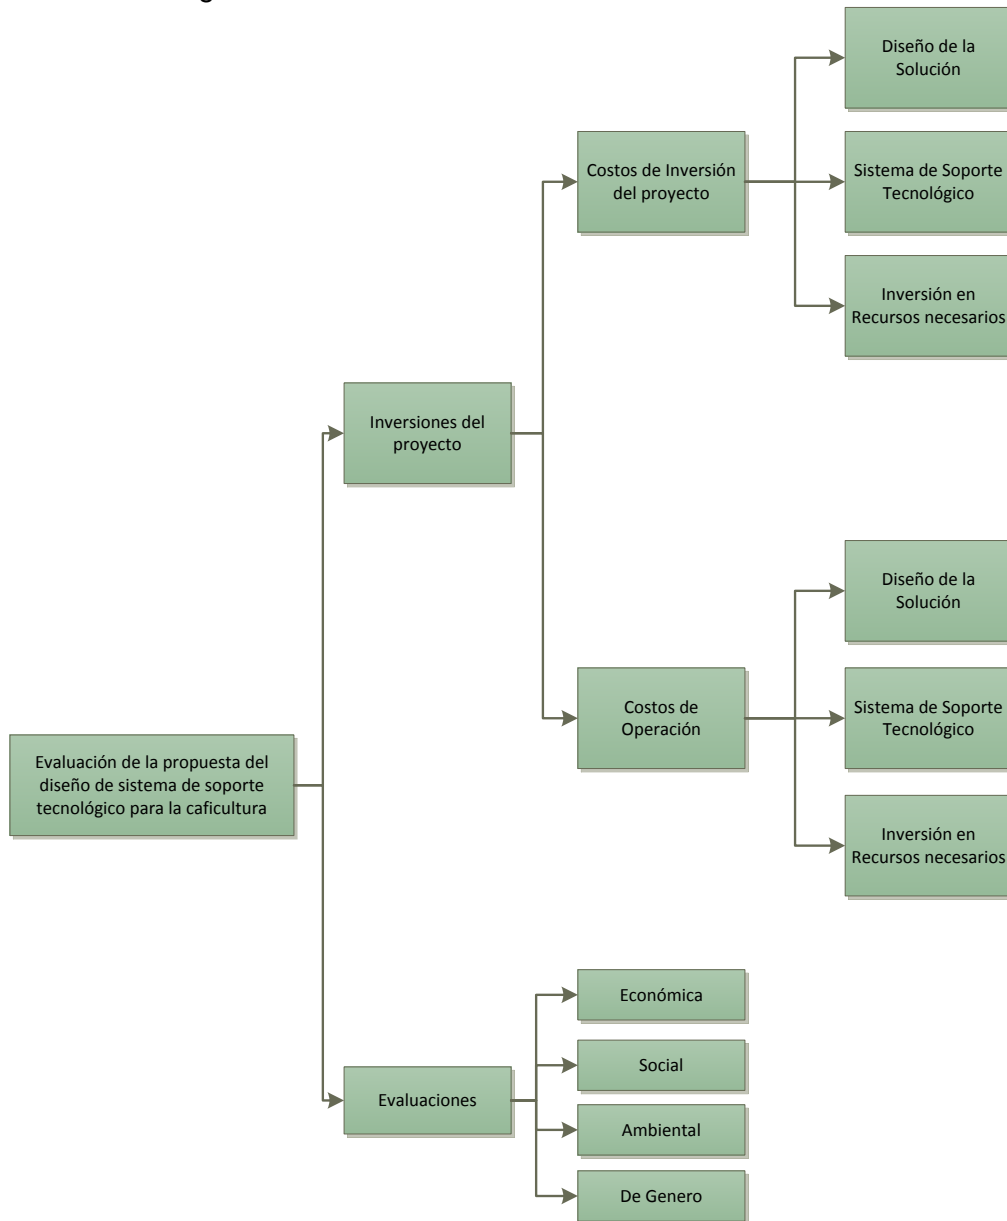 Diseño de la
Solución
Costos de Inversión
del proyecto
Sistema de Soporte
Tecnológico
Inversión en
Recursos necesarios
Inversiones del
proyecto
Diseño de la
Solución
Costos de
Operación
Sistema de Soporte
Tecnológico
Inversión en
Recursos necesarios
Evaluación de la propuesta del
diseño de sistema de soporte
tecnológico para la caficultura
Evaluaciones
Económica
Social
Ambiental
De Genero